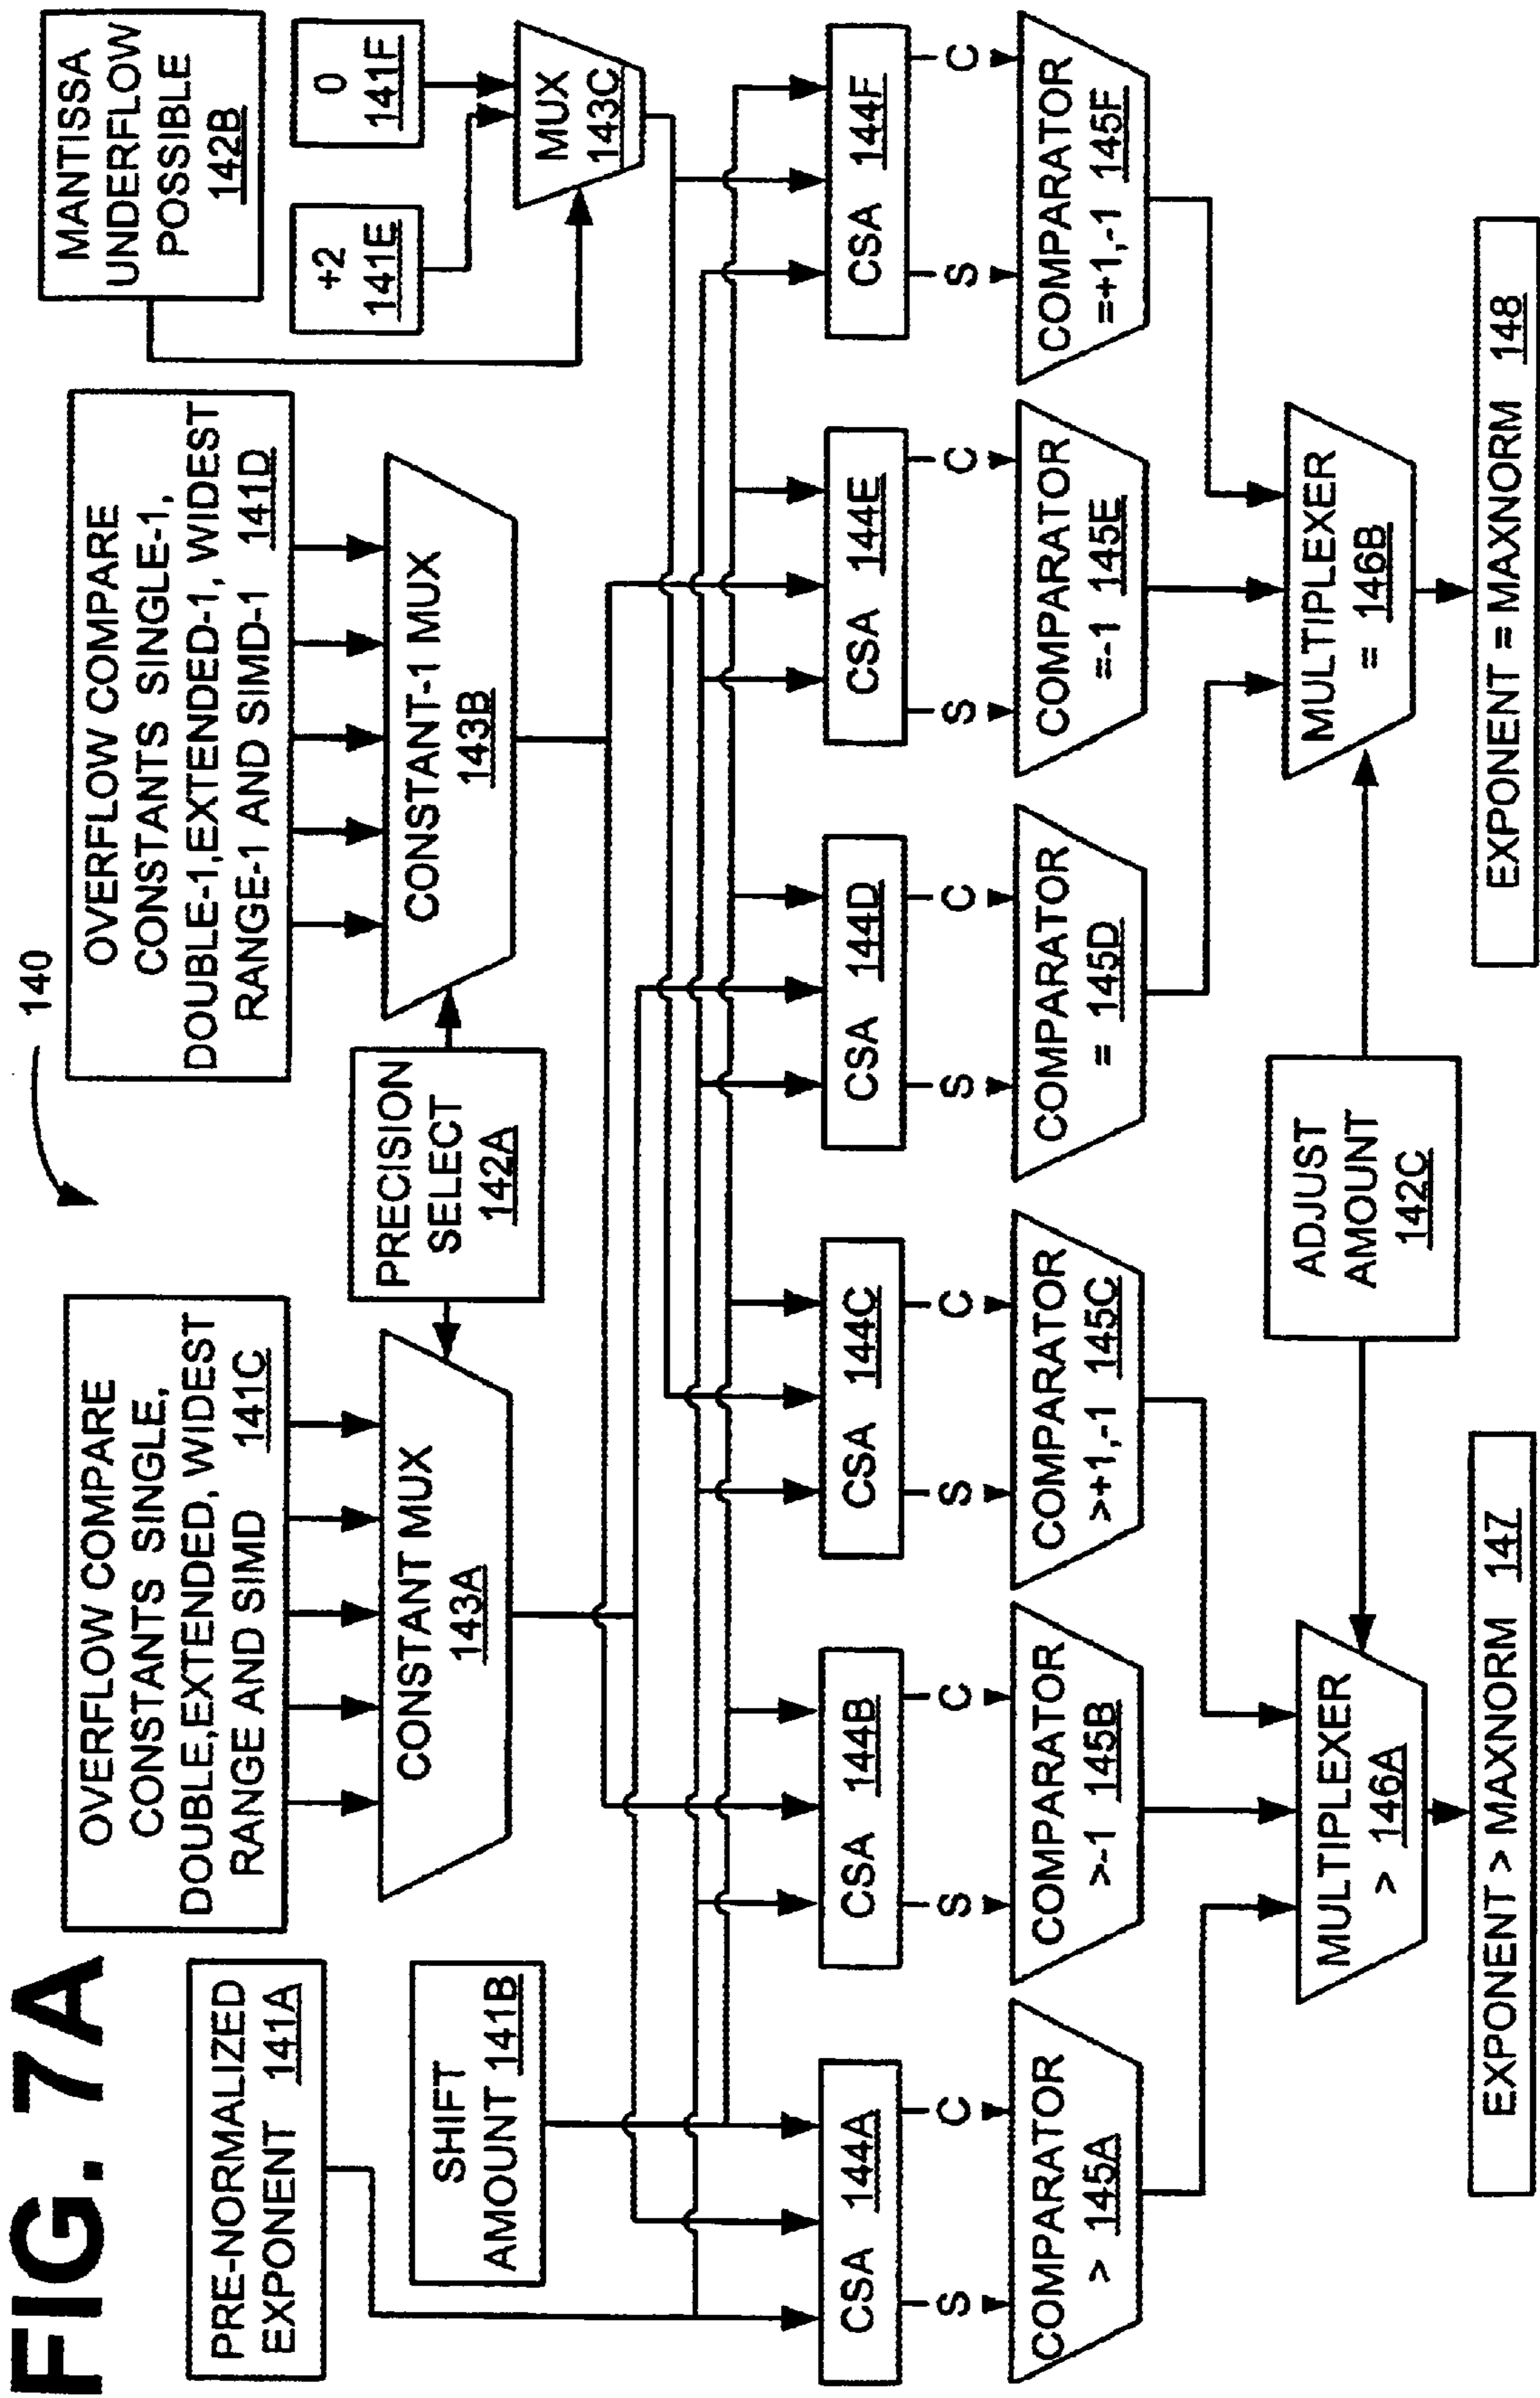 FIG. 7A
140
PRE-NORMALIZED
EXPONENT 141A
OVERFLOW COMPARE
CONSTANTS SINGLE,
DOUBLE,EXTENDED, WIDEST
RANGE AND SIMD 141C
OVERFLOW COMPARE
CONSTANTS SINGLE-1,
DOUBLE-1,EXTENDED-1, WIDEST
RANGE-1 AND SIMD-1 141D
MANTISSA
UNDERFLOW
POSSIBLE
142B
SHIFT
AMOUNT 141B
CONSTANT MUX
143A
PRECISION
SELECT
142A
CONSTANT-1 MUX
143B
+2
141E
0
141F
MUX
143C
CSA 144A
CSA 144B
CSA 144C
CSA 144D
CSA 144E
CSA 144F
S C
S C
S C
S C
S C
S C
COMPARATOR
> 145A
COMPARATOR
>-1 145B
COMPARATOR
>+1,-1 145C
COMPARATOR
= 145D
COMPARATOR
=-1 145E
COMPARATOR
=+1,-1 145F
MULTIPLEXER
> 146A
ADJUST
AMOUNT
142C
MULTIPLEXER
= 146B
EXPONENT > MAXNORM 147
EXPONENT = MAXNORM 148